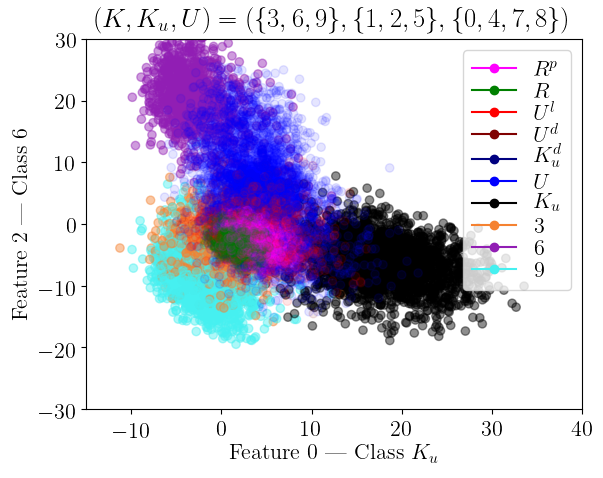 (K, K_u, U) = ({3, 6, 9}, {1, 2, 5}, {0, 4, 7, 8})
30
20
10
0
−10
−20
−30
Feature 2 — Class 6
R^p
R
U^l
U^d
K_u^d
U
K_u
3
6
9
−10
0
10
20
30
40
Feature 0 — Class K_u